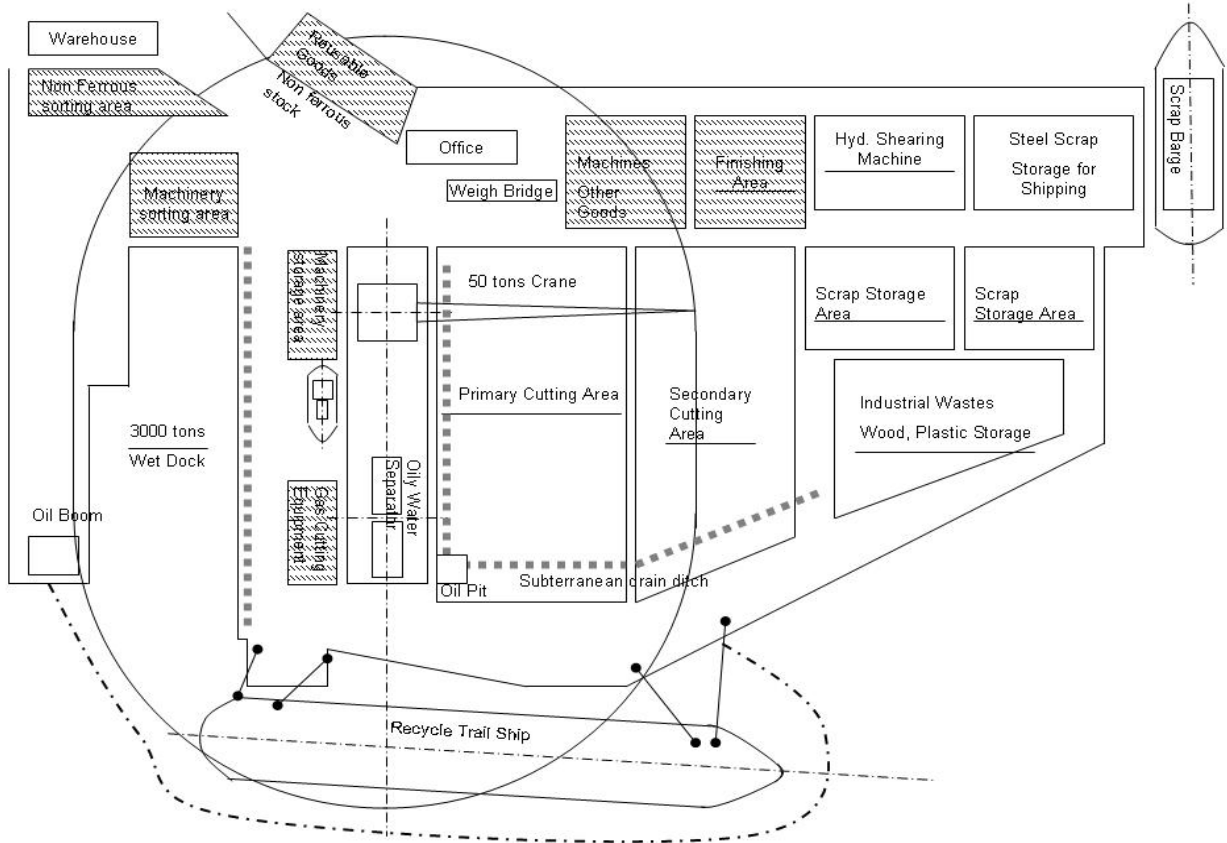 Warehouse
Non Ferrous
sorting area
Reusable
Goods
Non ferrous
stock
Office
Weigh Bridge
Machines
Other
Goods
Finishing
Area
Hyd. Shearing
Machine
Steel Scrap
Storage for
Shipping
Scrap Barge
Machinery
sorting area
Machinery
storage area
50 tons Crane
Scrap Storage
Area
Scrap
Storage Area
Primary Cutting Area
Secondary
Cutting
Area
Industrial Wastes
Wood, Plastic Storage
3000 tons
Wet Dock
Oily Water
Separator
Gas Cutting
Equipment
Oil Boom
Oil Pit
Subterranean drain ditch
Recycle Trail Ship